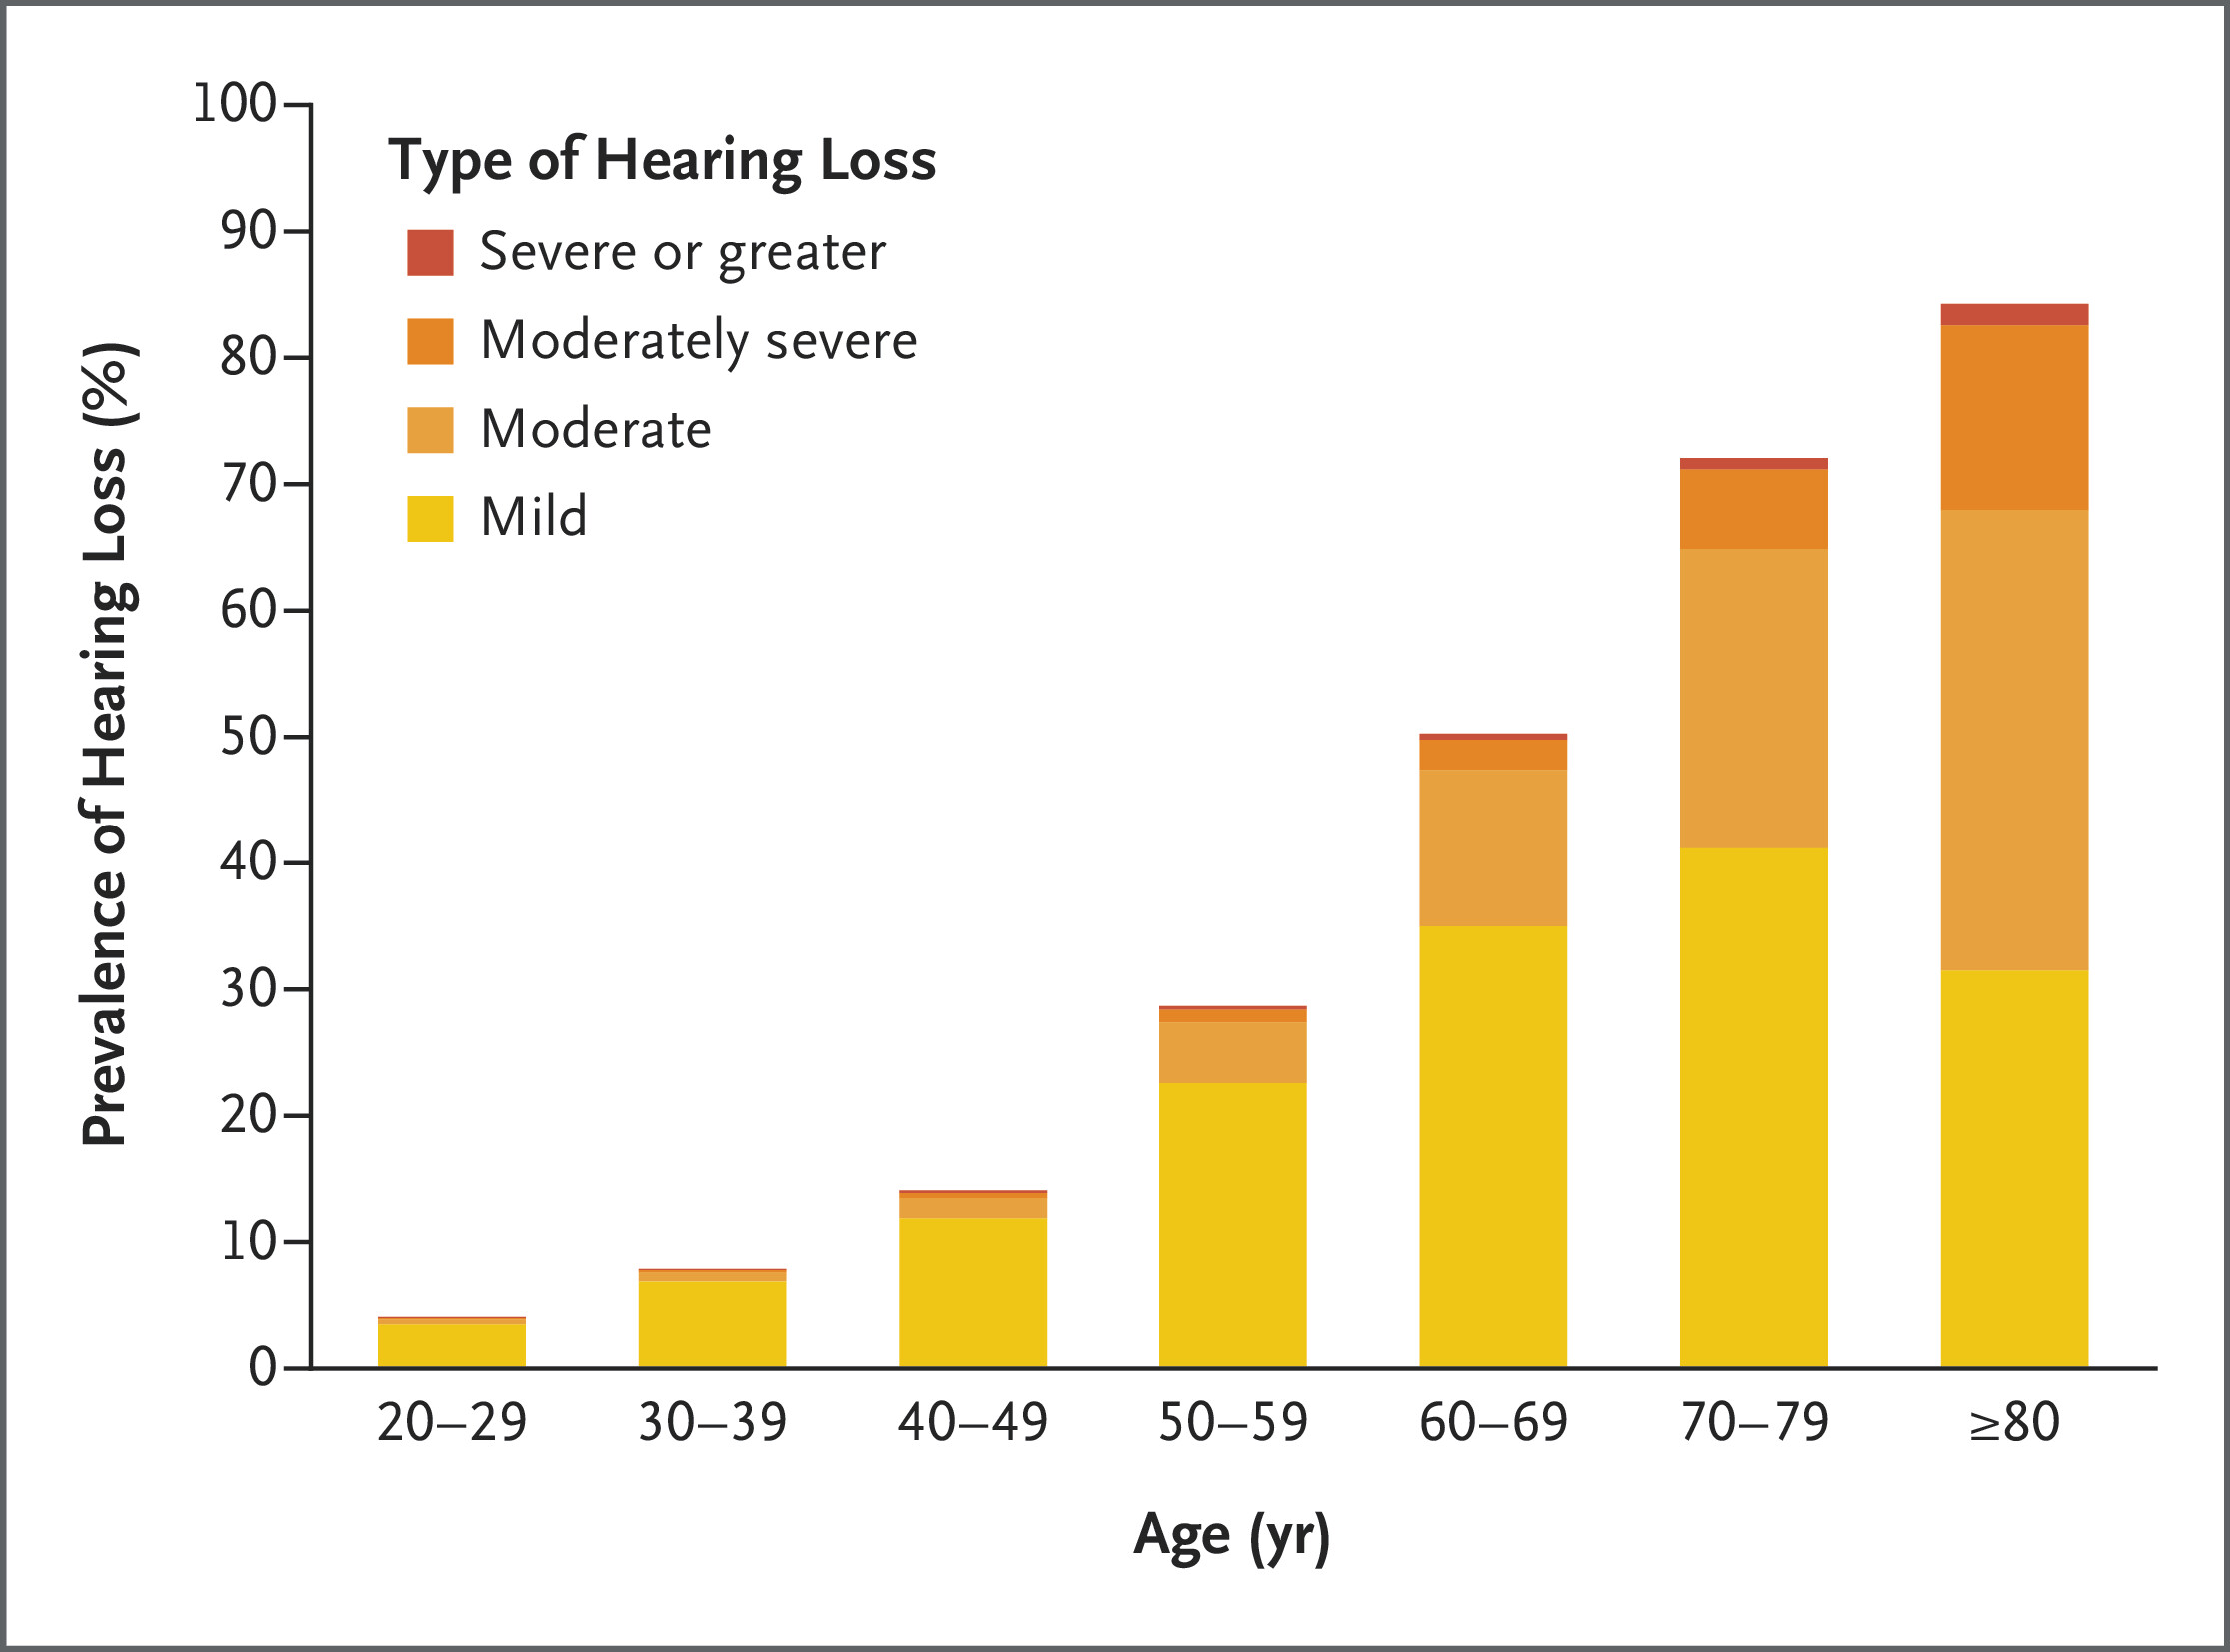 Prevalence of Hearing Loss (%)
100
90
80
70
60
50
40
30
20
10
0
Type of Hearing Loss
Severe or greater
Moderately severe
Moderate
Mild
20–29 30–39 40–49 50–59 60–69 70–79 ≥80
Age (yr)